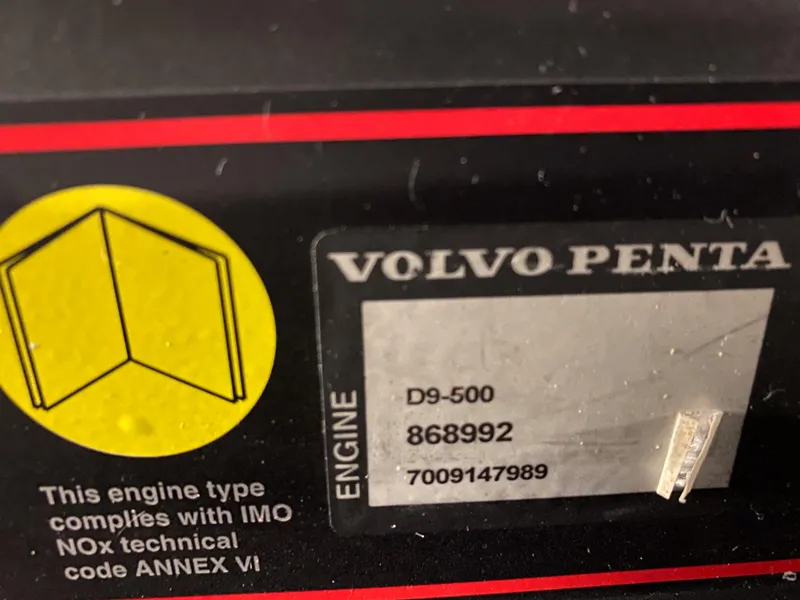 VOLVO PENTA
ENGINE
D9-500
868992
7009147989
This engine type
complies with IMO
NOx technical
code ANNEX VI